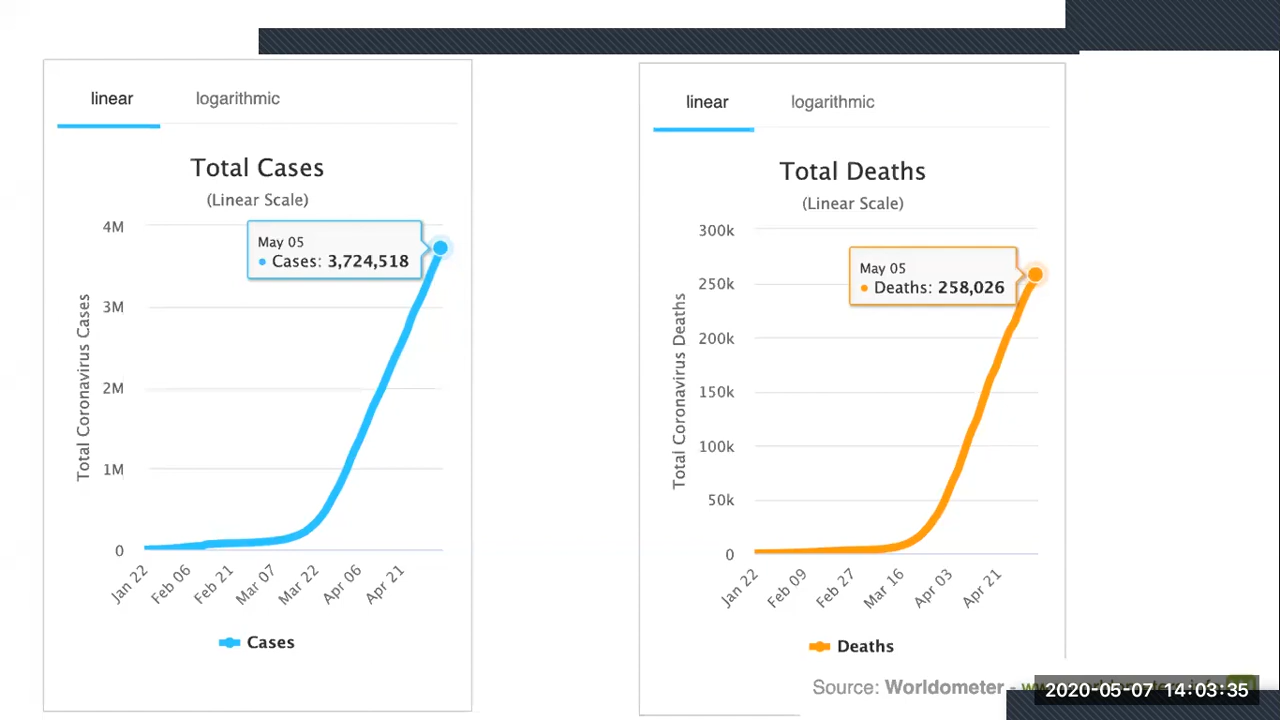 linear logarithmic
Total Cases
(Linear Scale)
4M
3M
2M
1M
0
Total Coronavirus Cases
May 05
Cases: 3,724,518
Jan 22
Feb 06
Feb 21
Mar 07
Mar 22
Apr 06
Apr 21
Cases
linear logarithmic
Total Deaths
(Linear Scale)
300k
250k
200k
150k
100k
50k
0
Total Coronavirus Deaths
May 05
Deaths: 258,026
Jan 22
Feb 09
Feb 27
Mar 16
Apr 03
Apr 21
Deaths
Source: Worldometer -
2020-05-07 14:03:35